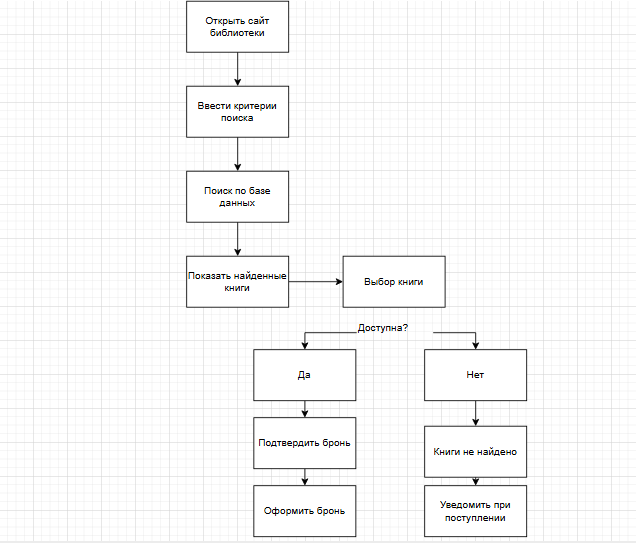 Открыть сайт
библиотеки
Ввести критерии
поиска
Поиск по базе
данных
Показать найденные
книги
Выбор книги
Доступна?
Да
Нет
Подтвердить бронь
Книги не найдено
Оформить бронь
Уведомить при
поступлении